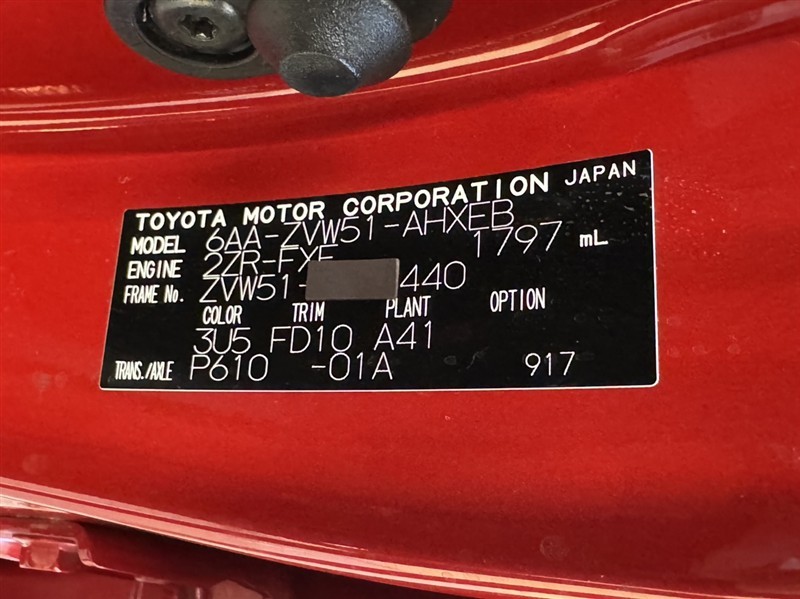 TOYOTA MOTOR CORPORATION JAPAN
MODEL 6AA-ZVW51-AHXEB
ENGINE 2ZR-FXE 1797 mL
FRAME No. ZVW51- 440
COLOR TRIM PLANT OPTION
3U5 FD10 A41
TRANS./AXLE P610 -01A 917